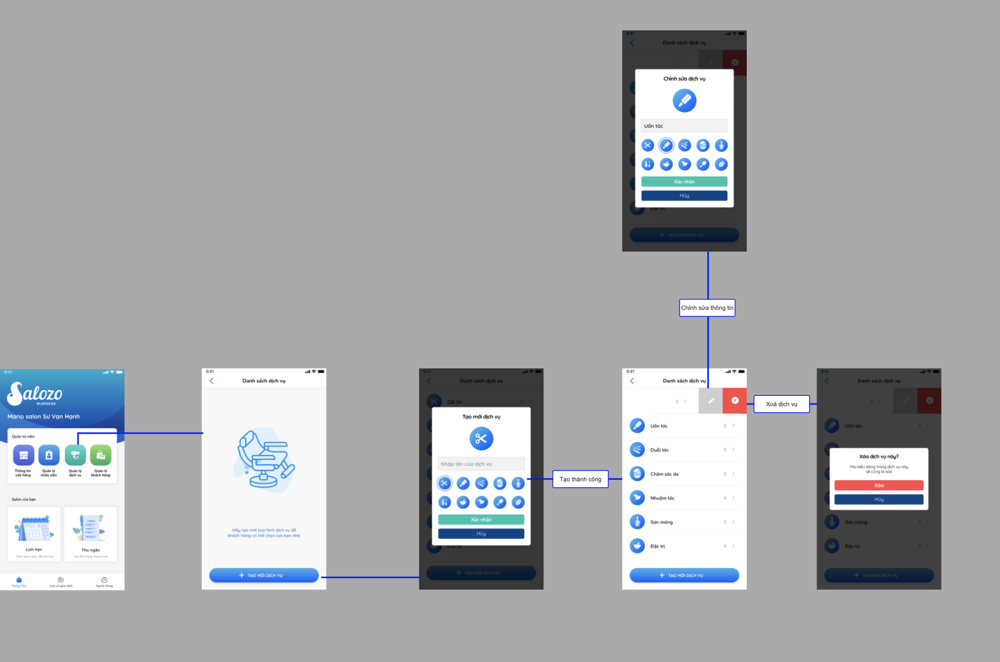 9:41
Danh sách dịch vụ
3
Chỉnh sửa dịch vụ
Uốn tóc
Xác nhận
Hủy
Đặc trị
TẠO MỚI DỊCH VỤ
Chỉnh sửa thông tin
9:41
Salozo
BUSINESS
Mario salon Sư Vạn Hạnh
Quản trị viên
Thông tin
cửa hàng
Quản lý
nhân viên
Quản lý
dịch vụ
Quản lý
khách hàng
Salon của bạn
Lịch hẹn
Xem danh sách, đặt lịch hẹn
Thu ngân
Tạo đơn hàng, thanh toán
Trang Chủ
Lịch sử giao dịch
Người Dùng
9:41
Danh sách dịch vụ
Hãy tạo mới loại hình dịch vụ để
khách hàng có thể chọn lựa bạn nhé.
TẠO MỚI DỊCH VỤ
9:41
Danh sách dịch vụ
Cắt tóc
3
Tạo mới dịch vụ
Nhập tên của dịch vụ
Xác nhận
Hủy
Đặc trị
TẠO MỚI DỊCH VỤ
Tạo thành công
9:41
Danh sách dịch vụ
3
Uốn tóc
2
Duỗi tóc
5
Chăm sóc da
2
Nhuộm tóc
4
Sơn móng
2
Đặc trị
4
TẠO MỚI DỊCH VỤ
Xoá dịch vụ
9:41
Danh sách dịch vụ
3
Uốn tóc
Xóa dịch vụ này?
Mọi kiểu dáng trong dịch vụ này
sẽ cũng bị xóa
Xóa
Hủy
Sơn móng
Đặc trị
4
TẠO MỚI DỊCH VỤ